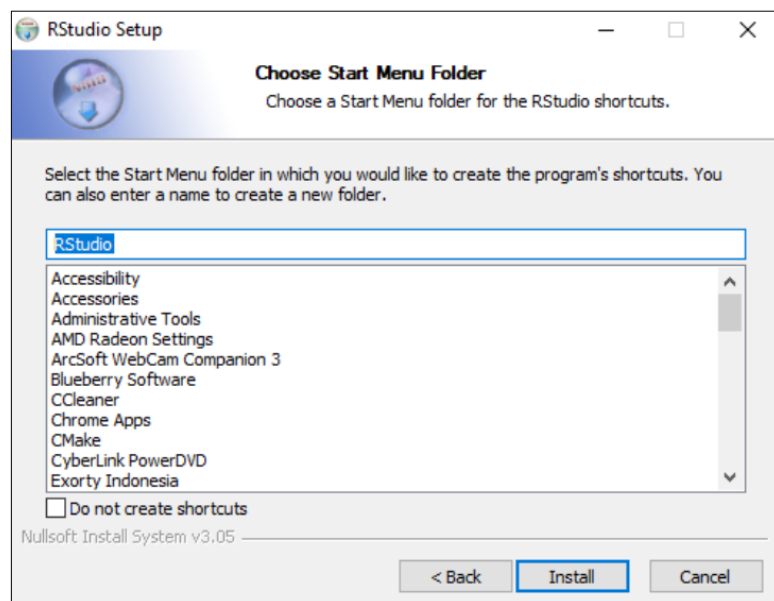 RStudio Setup
Choose Start Menu Folder
Choose a Start Menu folder for the RStudio shortcuts.
Select the Start Menu folder in which you would like to create the program's shortcuts. You
can also enter a name to create a new folder.
RStudio
Accessibility
Accessories
Administrative Tools
AMD Radeon Settings
ArcSoft WebCam Companion 3
Blueberry Software
CCleaner
Chrome Apps
CMake
CyberLink PowerDVD
Exorty Indonesia
Do not create shortcuts
Nullsoft Install System v3.05
< Back
Install
Cancel